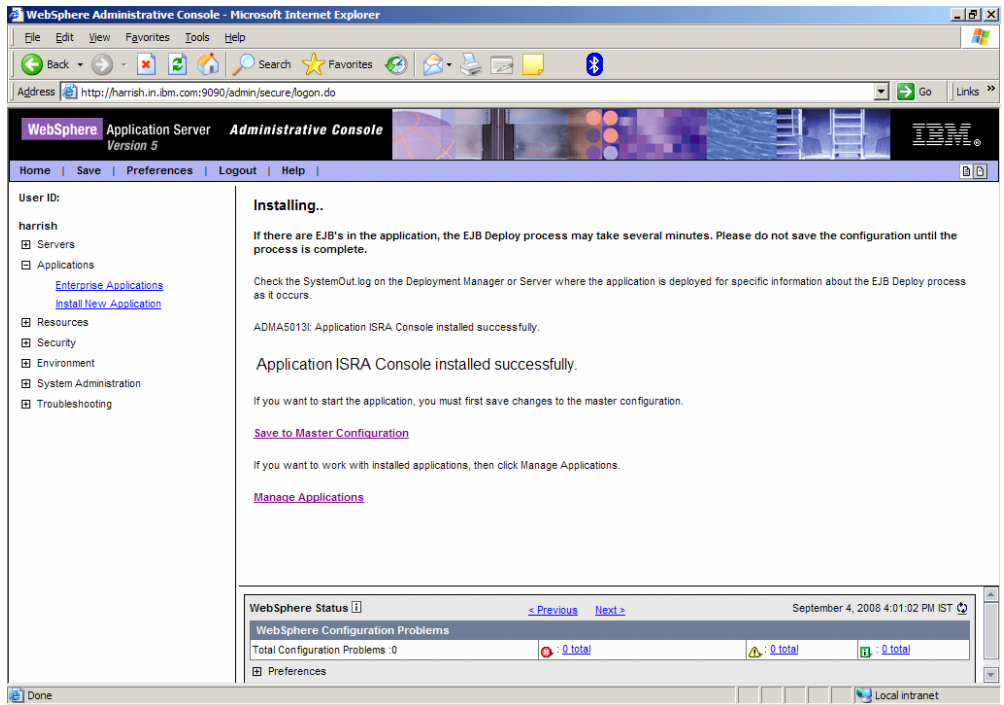 WebSphere Administrative Console - Microsoft Internet Explorer
File Edit View Favorites Tools Help
Back Search Favorites
Address http://harrish.in.ibm.com:9090/admin/secure/logon.do Go Links »
WebSphere Application Server Administrative Console
Version 5
IBM
Home | Save | Preferences | Logout | Help |
User ID:
harrish
Servers
Applications
Enterprise Applications
Install New Application
Resources
Security
Environment
System Administration
Troubleshooting
Installing..
If there are EJB's in the application, the EJB Deploy process may take several minutes. Please do not save the configuration until the
process is complete.
Check the SystemOut.log on the Deployment Manager or Server where the application is deployed for specific information about the EJB Deploy process
as it occurs.
ADMA5013I: Application ISRA Console installed successfully.
Application ISRA Console installed successfully.
If you want to start the application, you must first save changes to the master configuration.
Save to Master Configuration
If you want to work with installed applications, then click Manage Applications.
Manage Applications
WebSphere Status i < Previous Next > September 4, 2008 4:01:02 PM IST
WebSphere Configuration Problems
Total Configuration Problems :0 : 0 total : 0 total : 0 total
Preferences
Done Local intranet